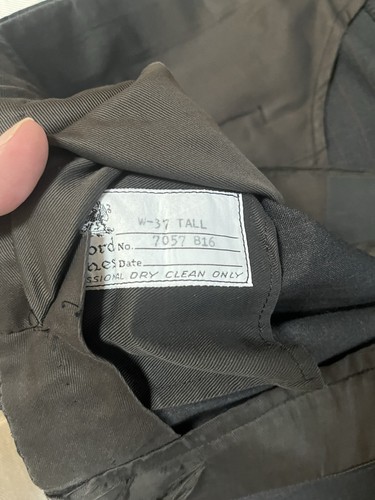 W-37 TALL
No. 7057 816
Date
DRY CLEAN ONLY